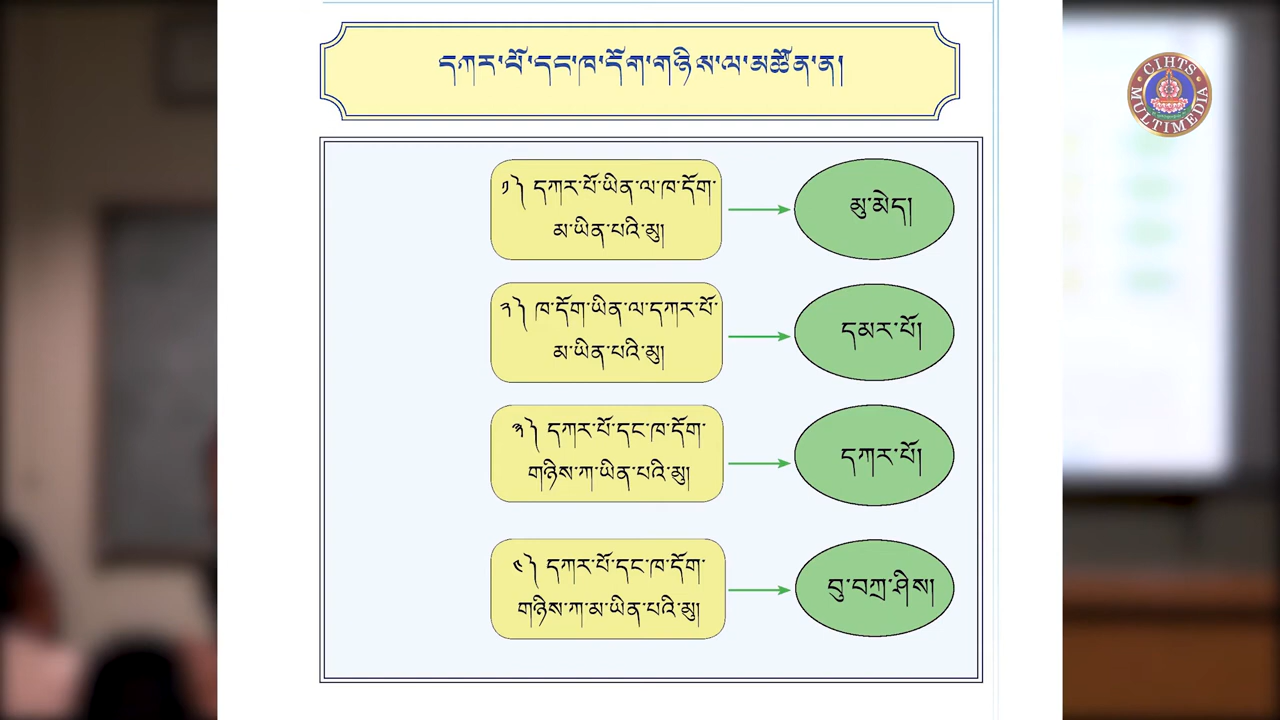 དཀར་པོ་དང་ཁ་དོག་གཉིས་ལ་མཚོན་ན།
༡༽ དཀར་པོ་ཡིན་ལ་ཁ་དོག་
མ་ཡིན་པའི་མུ།
མུ་མེད།
༢༽ ཁ་དོག་ཡིན་ལ་དཀར་པོ་
མ་ཡིན་པའི་མུ།
དམར་པོ།
༣༽ དཀར་པོ་དང་ཁ་དོག་
གཉིས་ཀ་ཡིན་པའི་མུ།
དཀར་པོ།
༤༽ དཀར་པོ་དང་ཁ་དོག་
གཉིས་ཀ་མ་ཡིན་པའི་མུ།
བུ་བཀྲ་ཤིས།
CIHTS
MULTIMEDIA